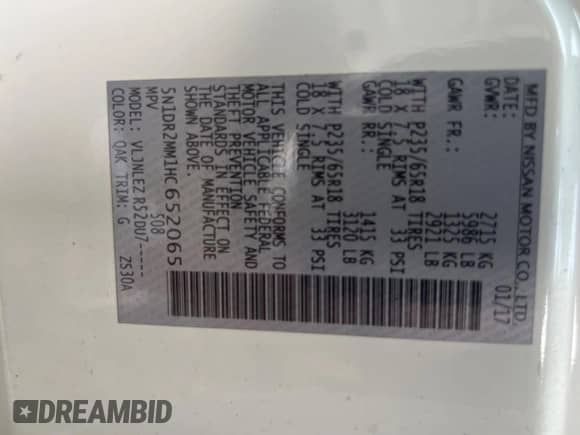 MFD BY NISSAN MOTOR CO., LTD.
DATE: 01/17
GVWR: 2715 KG
5986 LB
GAWR FR.: 1325 KG
2921 LB
WITH P235/65R18 TIRES
18 X 7.5 RIMS AT 33 PSI
COLD SINGLE
GAWR RR.: 1415 KG
3120 LB
WITH P235/65R18 TIRES
18 X 7.5 RIMS AT 33 PSI
COLD SINGLE
THIS VEHICLE CONFORMS TO
ALL APPLICABLE FEDERAL
MOTOR VEHICLE SAFETY AND
THEFT PREVENTION
STANDARDS IN EFFECT ON
THE DATE OF MANUFACTURE
SHOWN ABOVE.
5N1DR2MM1HC652065
MPV 508
MODEL: VLJNLEZ R52DU7-----
COLOR: QAK TRIM: G ZS30A
DREAMBID